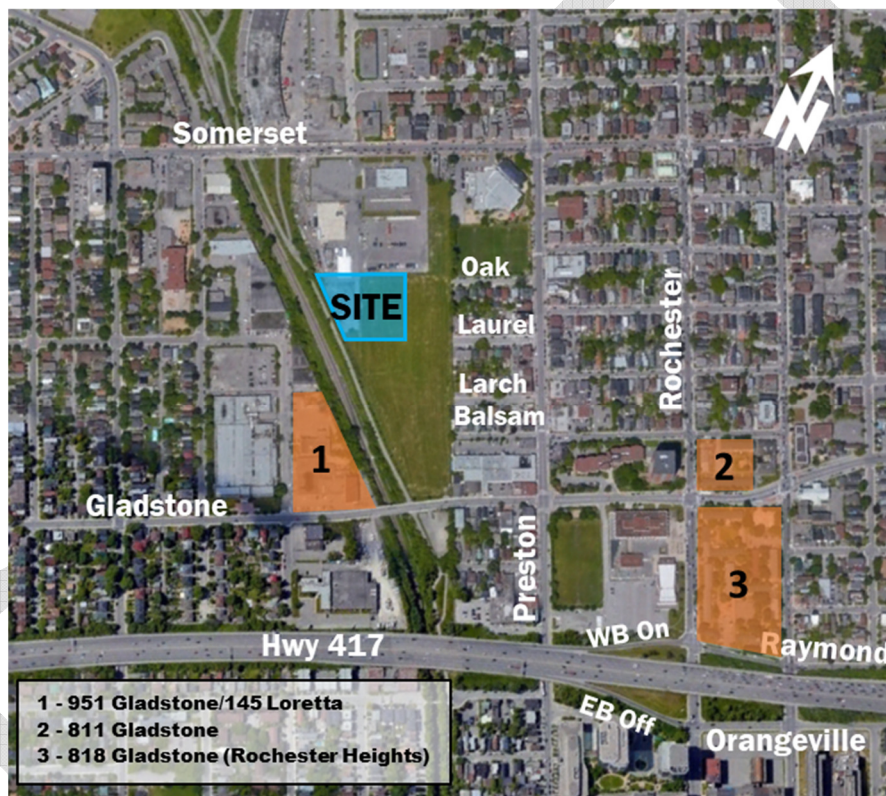 Somerset
N
Oak
SITE
Laurel
Rochester
Larch
Balsam
1
2
Gladstone
Preston
3
WB On
Hwy 417
Raymond
1 - 951 Gladstone/145 Loretta
2 - 811 Gladstone
3 - 818 Gladstone (Rochester Heights)
EB Off
Orangeville